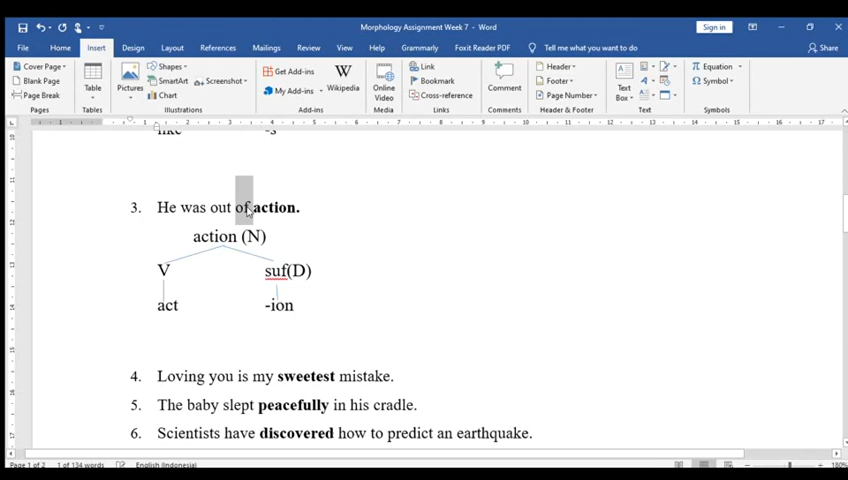 Morphology Assignment Week 7 - Word
Sign in
File Home Insert Design Layout References Mailings Review View Help Grammarly Foxit Reader PDF Tell me what you want to do Share
Cover Page
Blank Page
Page Break
Pages
Table
Tables
Pictures
Shapes
SmartArt
Chart
Screenshot
Illustrations
Get Add-ins
My Add-ins
Wikipedia
Add-ins
Online Video
Media
Link
Bookmark
Cross-reference
Links
Comment
Comments
Header
Footer
Page Number
Header & Footer
Text Box
Text
Equation
Symbol
Symbols
like -s
3. He was out of action.
action (N)
V suf(D)
act -ion
4. Loving you is my sweetest mistake.
5. The baby slept peacefully in his cradle.
6. Scientists have discovered how to predict an earthquake.
Page 1 of 2 1 of 134 words English (Indonesia) 180%